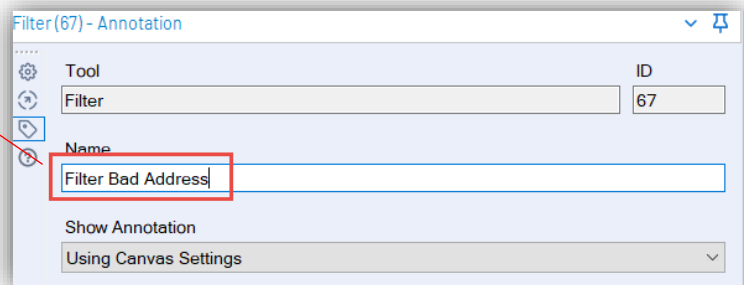 Filter (67) - Annotation
Tool ID
Filter 67
Name
Filter Bad Address
Show Annotation
Using Canvas Settings